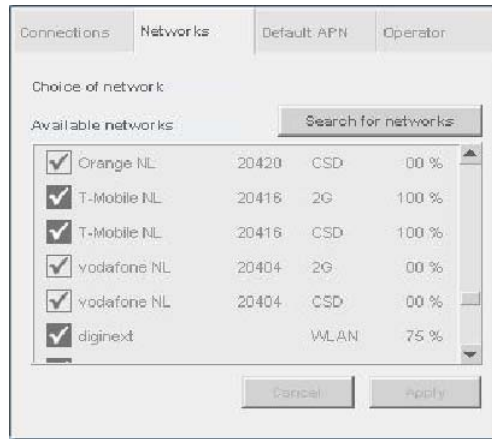 Connections Networks Default APN Operator
Choice of network
Available networks Search for networks
Orange NL 20420 CSD 00 %
T-Mobile NL 20416 2G 100 %
T-Mobile NL 20416 CSD 100 %
vodafone NL 20404 2G 00 %
vodafone NL 20404 CSD 00 %
diginext WLAN 75 %
Cancel Apply